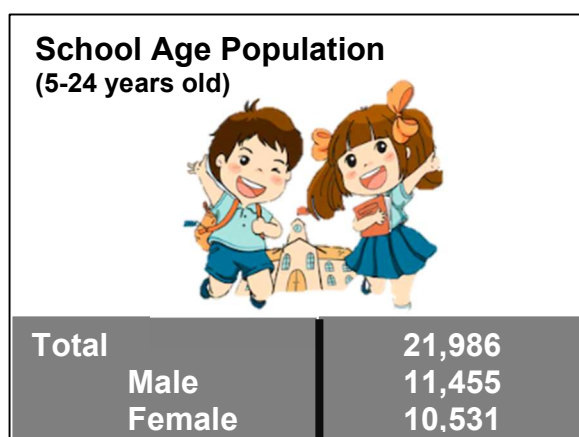 School Age Population
(5-24 years old)
Total 21,986
Male 11,455
Female 10,531